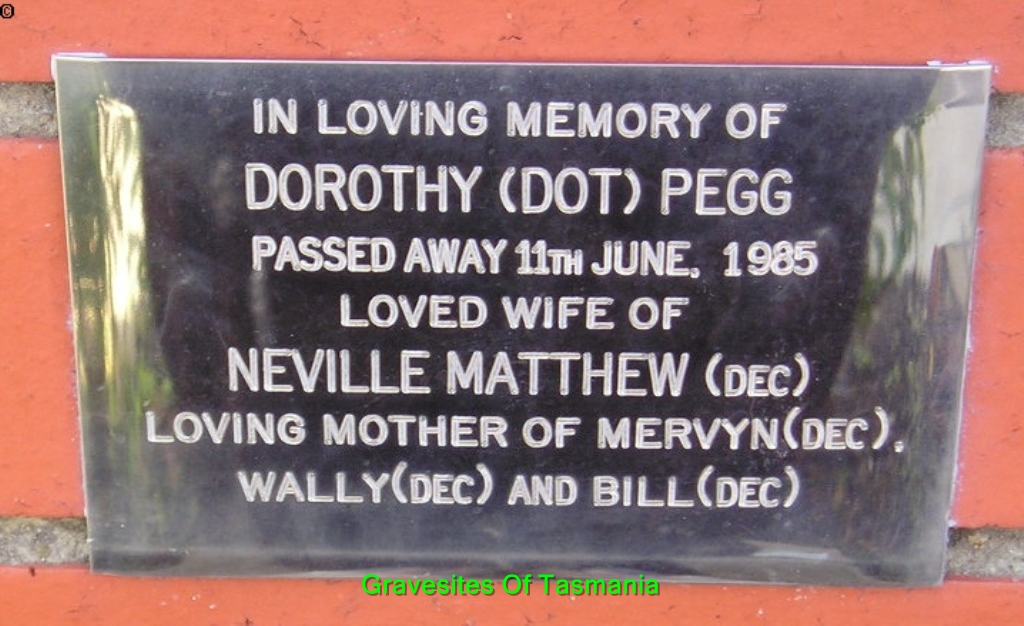 ©
IN LOVING MEMORY OF
DOROTHY (DOT) PEGG
PASSED AWAY 11TH JUNE, 1985
LOVED WIFE OF
NEVILLE MATTHEW (DEC)
LOVING MOTHER OF MERVYN(DEC),
WALLY(DEC) AND BILL(DEC)
Gravesites Of Tasmania